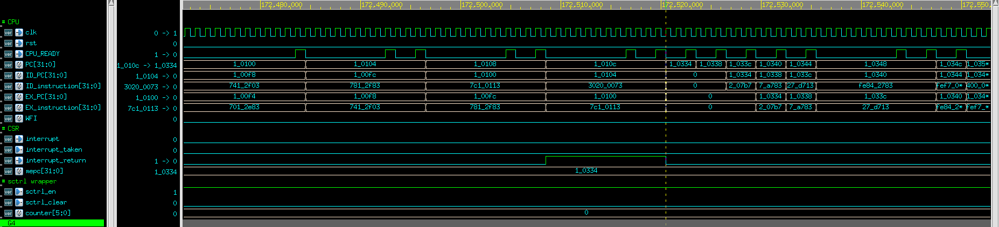 172,480,000 172,490,000 172,500,000 172,510,000 172,520,000 172,530,000 172,540,000 172,550,
= CPU
ver clk 0 -> 1
ver rst 0
ver CPU_READY 1 -> 0
ver PC[31:0] 1_010c -> 1_0334 1_0100 1_0104 1_0108 1_010c 1_0334 1_0338 1_033c 1_0340 1_0344 1_0348 1_034c 1_035*
ver ID_PC[31:0] 1_0104 -> 0 1_00f8 1_00fc 1_0100 1_0104 0 1_0334 1_0338 1_033c 1_0340 1_0344 1_034*
ver ID_instruction[31:0] 3020_0073 -> 0 741_2f03 781_2f83 7c1_0113 3020_0073 0 2_07b7 7_a783 27_d713 fe84_2783 fef7_0* 400_0*
ver EX_PC[31:0] 1_0100 -> 0 1_00f4 1_00f8 1_00fc 1_0100 0 1_0334 1_0338 1_033c 1_0340 1_034*
ver EX_instruction[31:0] 7c1_0113 -> 0 701_2e83 741_2f03 781_2f83 7c1_0113 0 2_07b7 7_a783 27_d713 fe84_2* fef7_*
ver WFI 0
= CSR
ver interrupt 0
ver interrupt_taken 0
ver interrupt_return 1 -> 0
ver mepc[31:0] 1_0334 1_0334
= sctrl wrapper
ver sctrl_en 1
ver sctrl_clear 0
ver counter[5:0] 0 0
G4